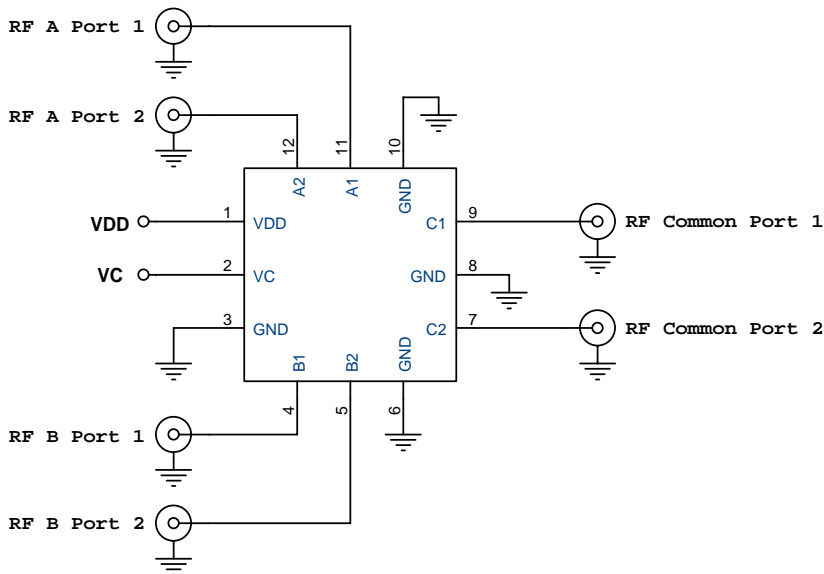 RF A Port 1
RF A Port 2
12
11
10
A2
A1
GND
VDD
1
VDD
C1
9
RF Common Port 1
VC
2
VC
GND
8
3
GND
C2
7
RF Common Port 2
B1
B2
GND
4
5
6
RF B Port 1
RF B Port 2